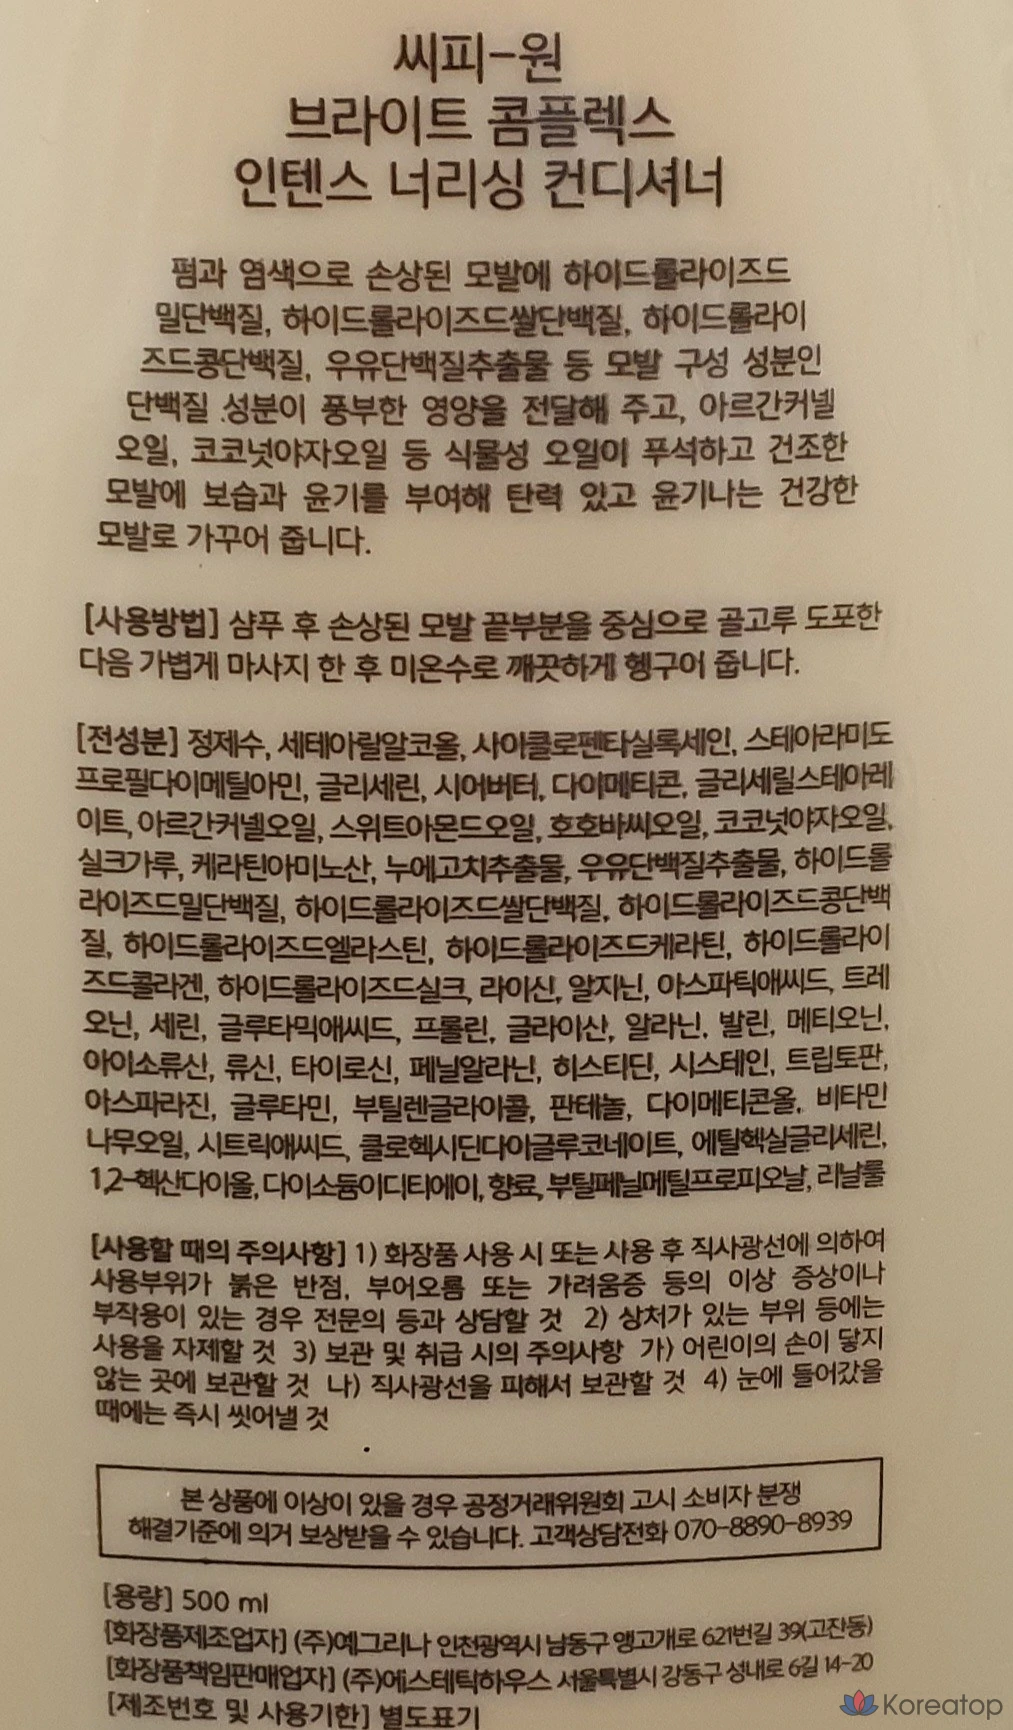 씨피-원
브라이트 콤플렉스
인텐스 너리싱 컨디셔너
펌과 염색으로 손상된 모발에 하이드롤라이즈드
밀단백질, 하이드롤라이즈드쌀단백질, 하이드롤라이
즈드콩단백질, 우유단백질추출물 등 모발 구성 성분인
단백질 성분이 풍부한 영양을 전달해 주고, 아르간커넬
오일, 코코넛야자오일 등 식물성 오일이 푸석하고 건조한
모발에 보습과 윤기를 부여해 탄력 있고 윤기나는 건강한
모발로 가꾸어 줍니다.
[사용방법] 샴푸 후 손상된 모발 끝부분을 중심으로 골고루 도포한
다음 가볍게 마사지 한 후 미온수로 깨끗하게 헹구어 줍니다.
[전성분] 정제수, 세테아릴알코올, 사이클로펜타실록세인, 스테아라미도
프로필다이메틸아민, 글리세린, 시어버터, 다이메티콘, 글리세릴스테아레
이트, 아르간커넬오일, 스위트아몬드오일, 호호바씨오일, 코코넛야자오일,
실크가루, 케라틴아미노산, 누에고치추출물, 우유단백질추출물, 하이드롤
라이즈드밀단백질, 하이드롤라이즈드쌀단백질, 하이드롤라이즈드콩단백
질, 하이드롤라이즈드엘라스틴, 하이드롤라이즈드케라틴, 하이드롤라이
즈드콜라겐, 하이드롤라이즈드실크, 라이신, 알지닌, 아스파틱애씨드, 트레
오닌, 세린, 글루타믹애씨드, 프롤린, 글라이신, 알라닌, 발린, 메티오닌,
아이소류신, 류신, 타이로신, 페닐알라닌, 히스티딘, 시스테인, 트립토판,
아스파라진, 글루타민, 부틸렌글라이콜, 판테놀, 다이메티콘올, 비타민
나무오일, 시트릭애씨드, 클로헥시딘다이글루코네이트, 에틸헥실글리세린,
1,2-헥산다이올, 다이소듐이디티에이, 향료, 부틸페닐메틸프로피오날, 리날룰
[사용할 때의 주의사항] 1) 화장품 사용 시 또는 사용 후 직사광선에 의하여
사용부위가 붉은 반점, 부어오름 또는 가려움증 등의 이상 증상이나
부작용이 있는 경우 전문의 등과 상담할 것 2) 상처가 있는 부위 등에는
사용을 자제할 것 3) 보관 및 취급 시의 주의사항 가) 어린이의 손이 닿지
않는 곳에 보관할 것 나) 직사광선을 피해서 보관할 것 4) 눈에 들어갔을
때에는 즉시 씻어낼 것
본 상품에 이상이 있을 경우 공정거래위원회 고시 소비자 분쟁
해결기준에 의거 보상받을 수 있습니다. 고객상담전화 070-8890-8939
[용량] 500 ml
[화장품제조업자] (주)예그리나 인천광역시 남동구 앵고개로 621번길 39(고잔동)
[화장품책임판매업자] (주)에스테틱하우스 서울특별시 강동구 성내로 6길 14-20
[제조번호 및 사용기한] 별도표기
Koreatop